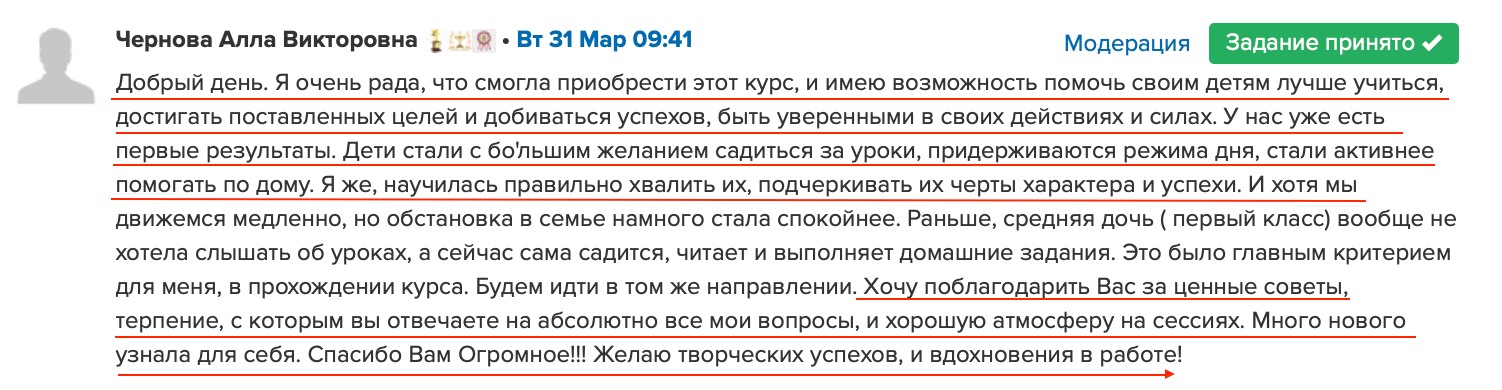 Чернова Алла Викторовна • Вт 31 Мар 09:41 Модерация Задание принято ✔
Добрый день. Я очень рада, что смогла приобрести этот курс, и имею возможность помочь своим детям лучше учиться,
достигать поставленных целей и добиваться успехов, быть уверенными в своих действиях и силах. У нас уже есть
первые результаты. Дети стали с бо'льшим желанием садиться за уроки, придерживаются режима дня, стали активнее
помогать по дому. Я же, научилась правильно хвалить их, подчеркивать их черты характера и успехи. И хотя мы
движемся медленно, но обстановка в семье намного стала спокойнее. Раньше, средняя дочь ( первый класс) вообще не
хотела слышать об уроках, а сейчас сама садится, читает и выполняет домашние задания. Это было главным критерием
для меня, в прохождении курса. Будем идти в том же направлении. Хочу поблагодарить Вас за ценные советы,
терпение, с которым вы отвечаете на абсолютно все мои вопросы, и хорошую атмосферу на сессиях. Много нового
узнала для себя. Спасибо Вам Огромное!!! Желаю творческих успехов, и вдохновения в работе!